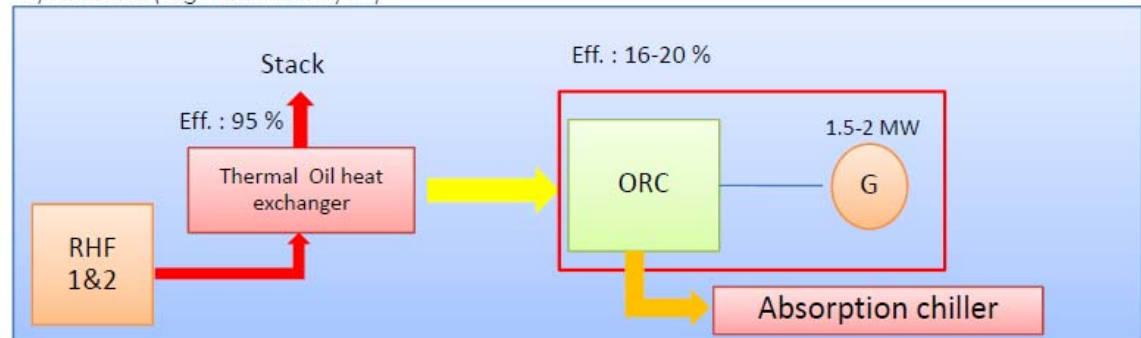 Stack
Eff. : 16-20 %
Eff. : 95 %
1.5-2 MW
Thermal Oil heat
exchanger
ORC
G
RHF
1&2
Absorption chiller